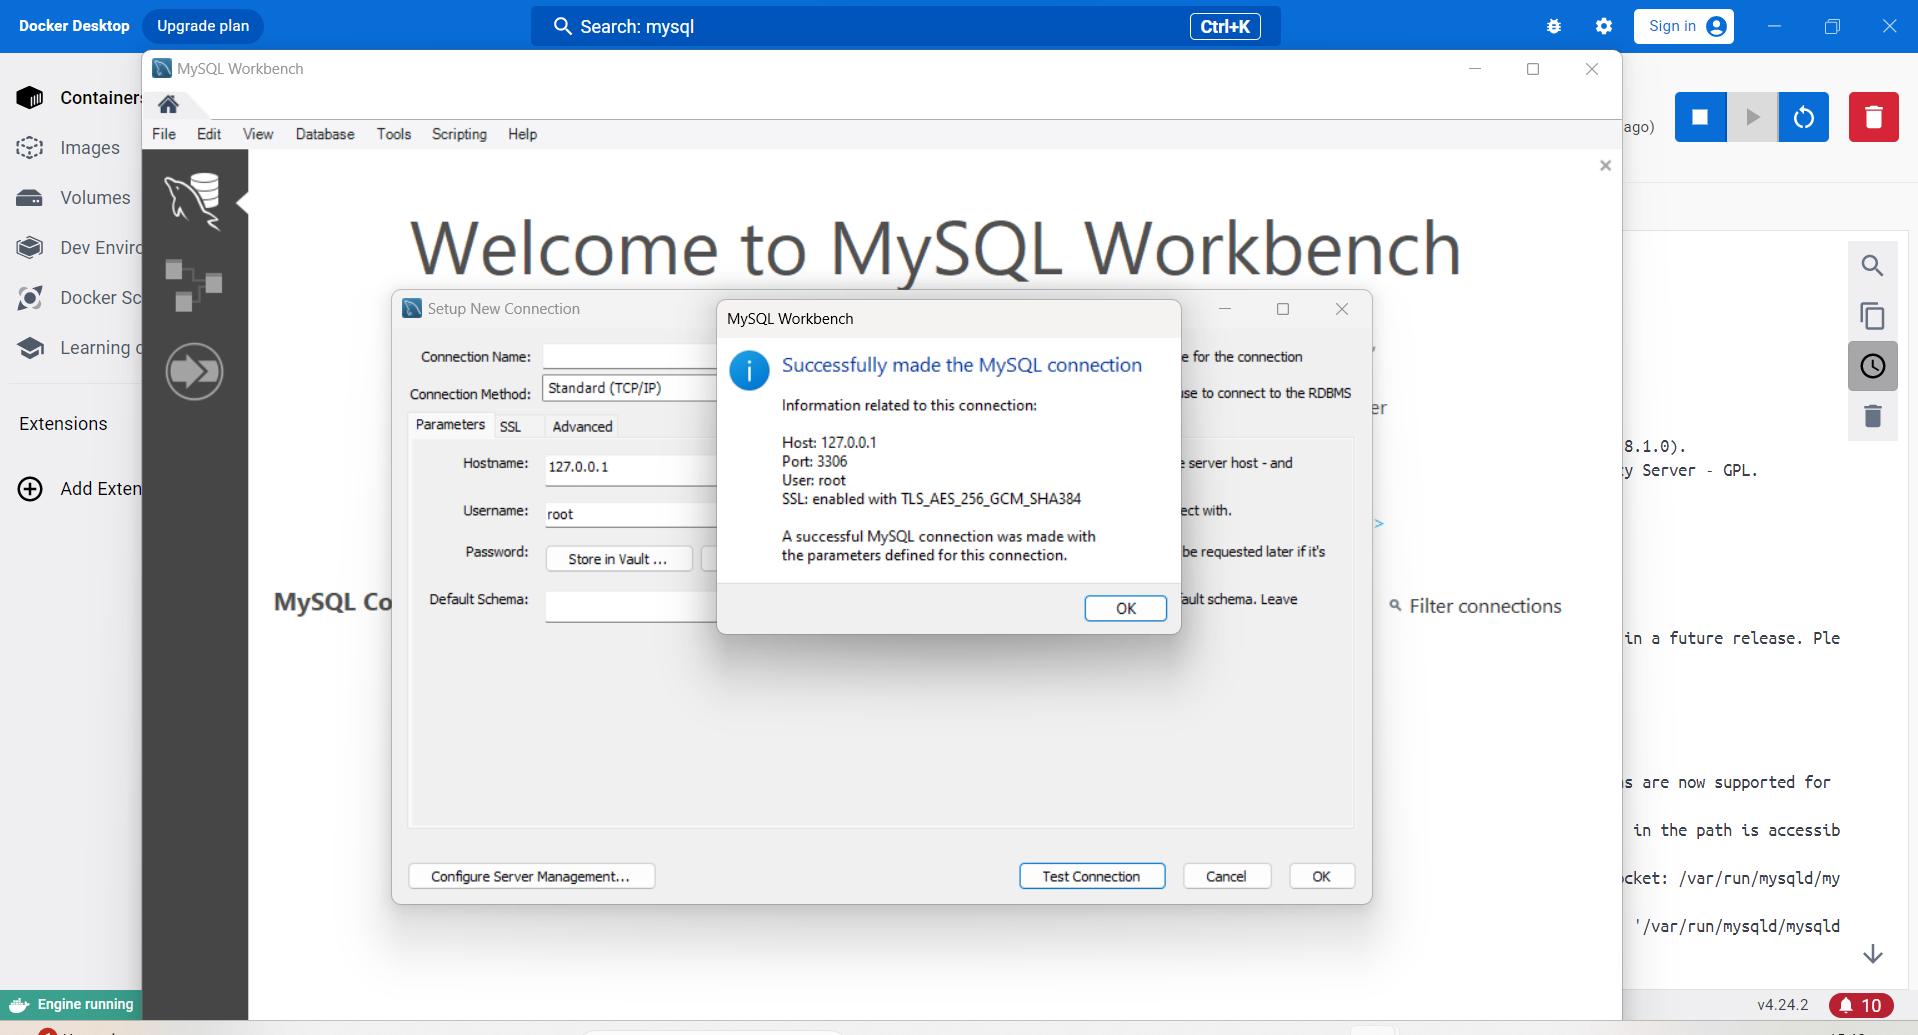 Docker Desktop
Upgrade plan
Search: mysql
Ctrl+K
Sign in
Containers
Images
Volumes
Dev Enviro
Docker Sc
Learning c
Extensions
Add Exten
Engine running
MySQL Workbench
File Edit View Database Tools Scripting Help
Welcome to MySQL Workbench
MySQL Co
Filter connections
er
>
Setup New Connection
Connection Name:
e for the connection
Connection Method: Standard (TCP/IP)
use to connect to the RDBMS
Parameters SSL Advanced
Hostname: 127.0.0.1
e server host - and
Username: root
ect with.
Password: Store in Vault ...
be requested later if it's
Default Schema:
fault schema. Leave
Configure Server Management...
Test Connection
Cancel
OK
MySQL Workbench
Successfully made the MySQL connection
Information related to this connection:
Host: 127.0.0.1
Port: 3306
User: root
SSL: enabled with TLS_AES_256_GCM_SHA384
A successful MySQL connection was made with
the parameters defined for this connection.
OK
ago)
8.1.0).
y Server - GPL.
in a future release. Ple
s are now supported for
in the path is accessib
ocket: /var/run/mysqld/my
'/var/run/mysqld/mysqld
v4.24.2
10